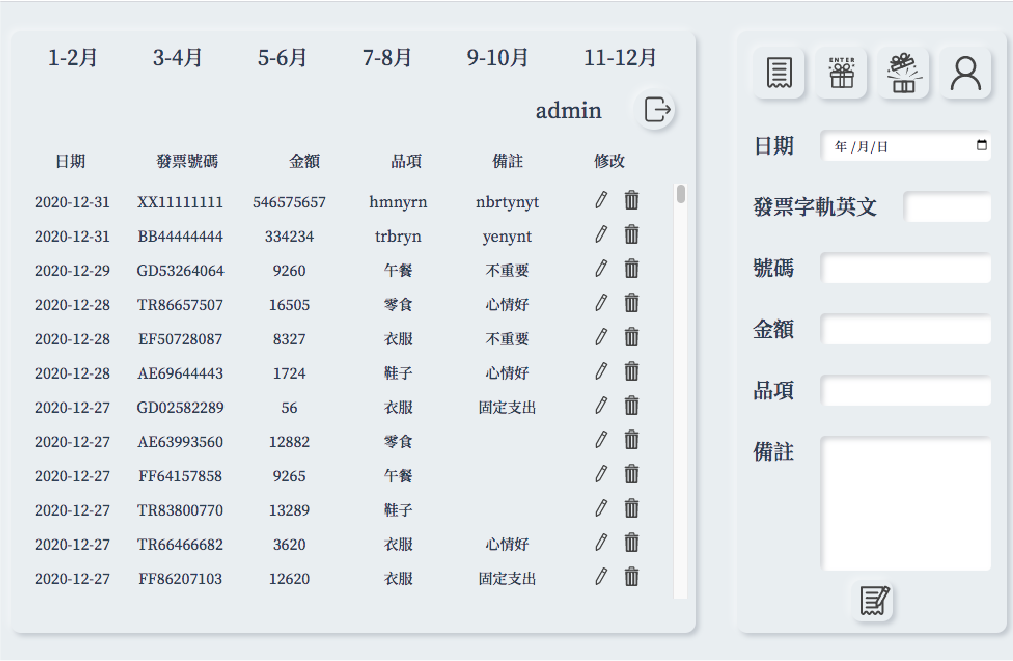 1-2月 3-4月 5-6月 7-8月 9-10月 11-12月
admin
日期 發票號碼 金額 品項 備註 修改
2020-12-31 XX11111111 546575657 hmnyrn nbrtynyt
2020-12-31 BB44444444 334234 trbryn yenynt
2020-12-29 GD53264064 9260 午餐 不重要
2020-12-28 TR86657507 16505 零食 心情好
2020-12-28 EF50728087 8327 衣服 不重要
2020-12-28 AE69644443 1724 鞋子 心情好
2020-12-27 GD02582289 56 衣服 固定支出
2020-12-27 AE63993560 12882 零食
2020-12-27 FF64157858 9265 午餐
2020-12-27 TR83800770 13289 鞋子
2020-12-27 TR66466682 3620 衣服 心情好
2020-12-27 FF86207103 12620 衣服 固定支出
ENTER
日期 年 /月/日
發票字軌英文
號碼
金額
品項
備註